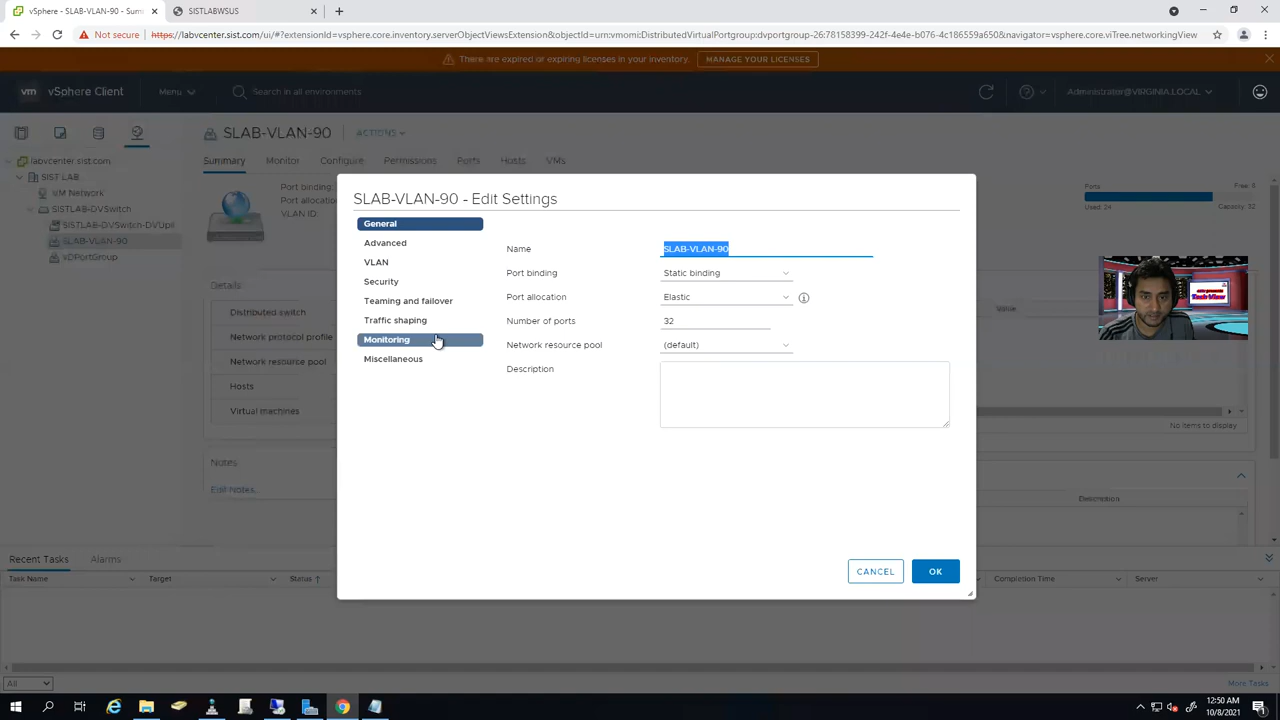 vSphere - SLAB-VLAN-90 - Sum
SISTLABWSUS
Not secure
https://labvcenter.sist.com/ui/#?extensionId=vsphere.core.inventory.serverObjectViewsExtension&objectId=urn:vmomi:DistributedVirtualPortgroup:dvportgroup-26:78158399-242f-4e4e-b076-4c186559a650&navigator=vsphere.core.viTree.networkingView
There are expired or expiring licenses in your inventory.
MANAGE YOUR LICENSES
vm vSphere Client
Menu
Search in all environments
Administrator@VIRGINIA.LOCAL
SLAB-VLAN-90
ACTIONS
labvcenter.sist.com
SIST LAB
VM Network
SISTLAB-DVSwitch
SISTLAB-DVSwitch-DVUpli
SLAB-VLAN-90
vDPortGroup
Summary
Monitor
Configure
Permissions
Ports
Hosts
VMs
Port binding:
Port allocation:
VLAN ID:
Ports
Free: 8
Used: 24
Capacity: 32
Details
Distributed switch
Network protocol profile
Network resource pool
Hosts
Virtual machines
Notes
Edit Notes...
Value
No items to display
Description
SLAB-VLAN-90 - Edit Settings
General
Advanced
VLAN
Security
Teaming and failover
Traffic shaping
Monitoring
Miscellaneous
Name
SLAB-VLAN-90
Port binding
Static binding
Port allocation
Elastic
Number of ports
32
Network resource pool
(default)
Description
CANCEL
OK
Recent Tasks
Alarms
Task Name
Target
Status
Completion Time
Server
All
More Tasks
12:50 AM
10/8/2021